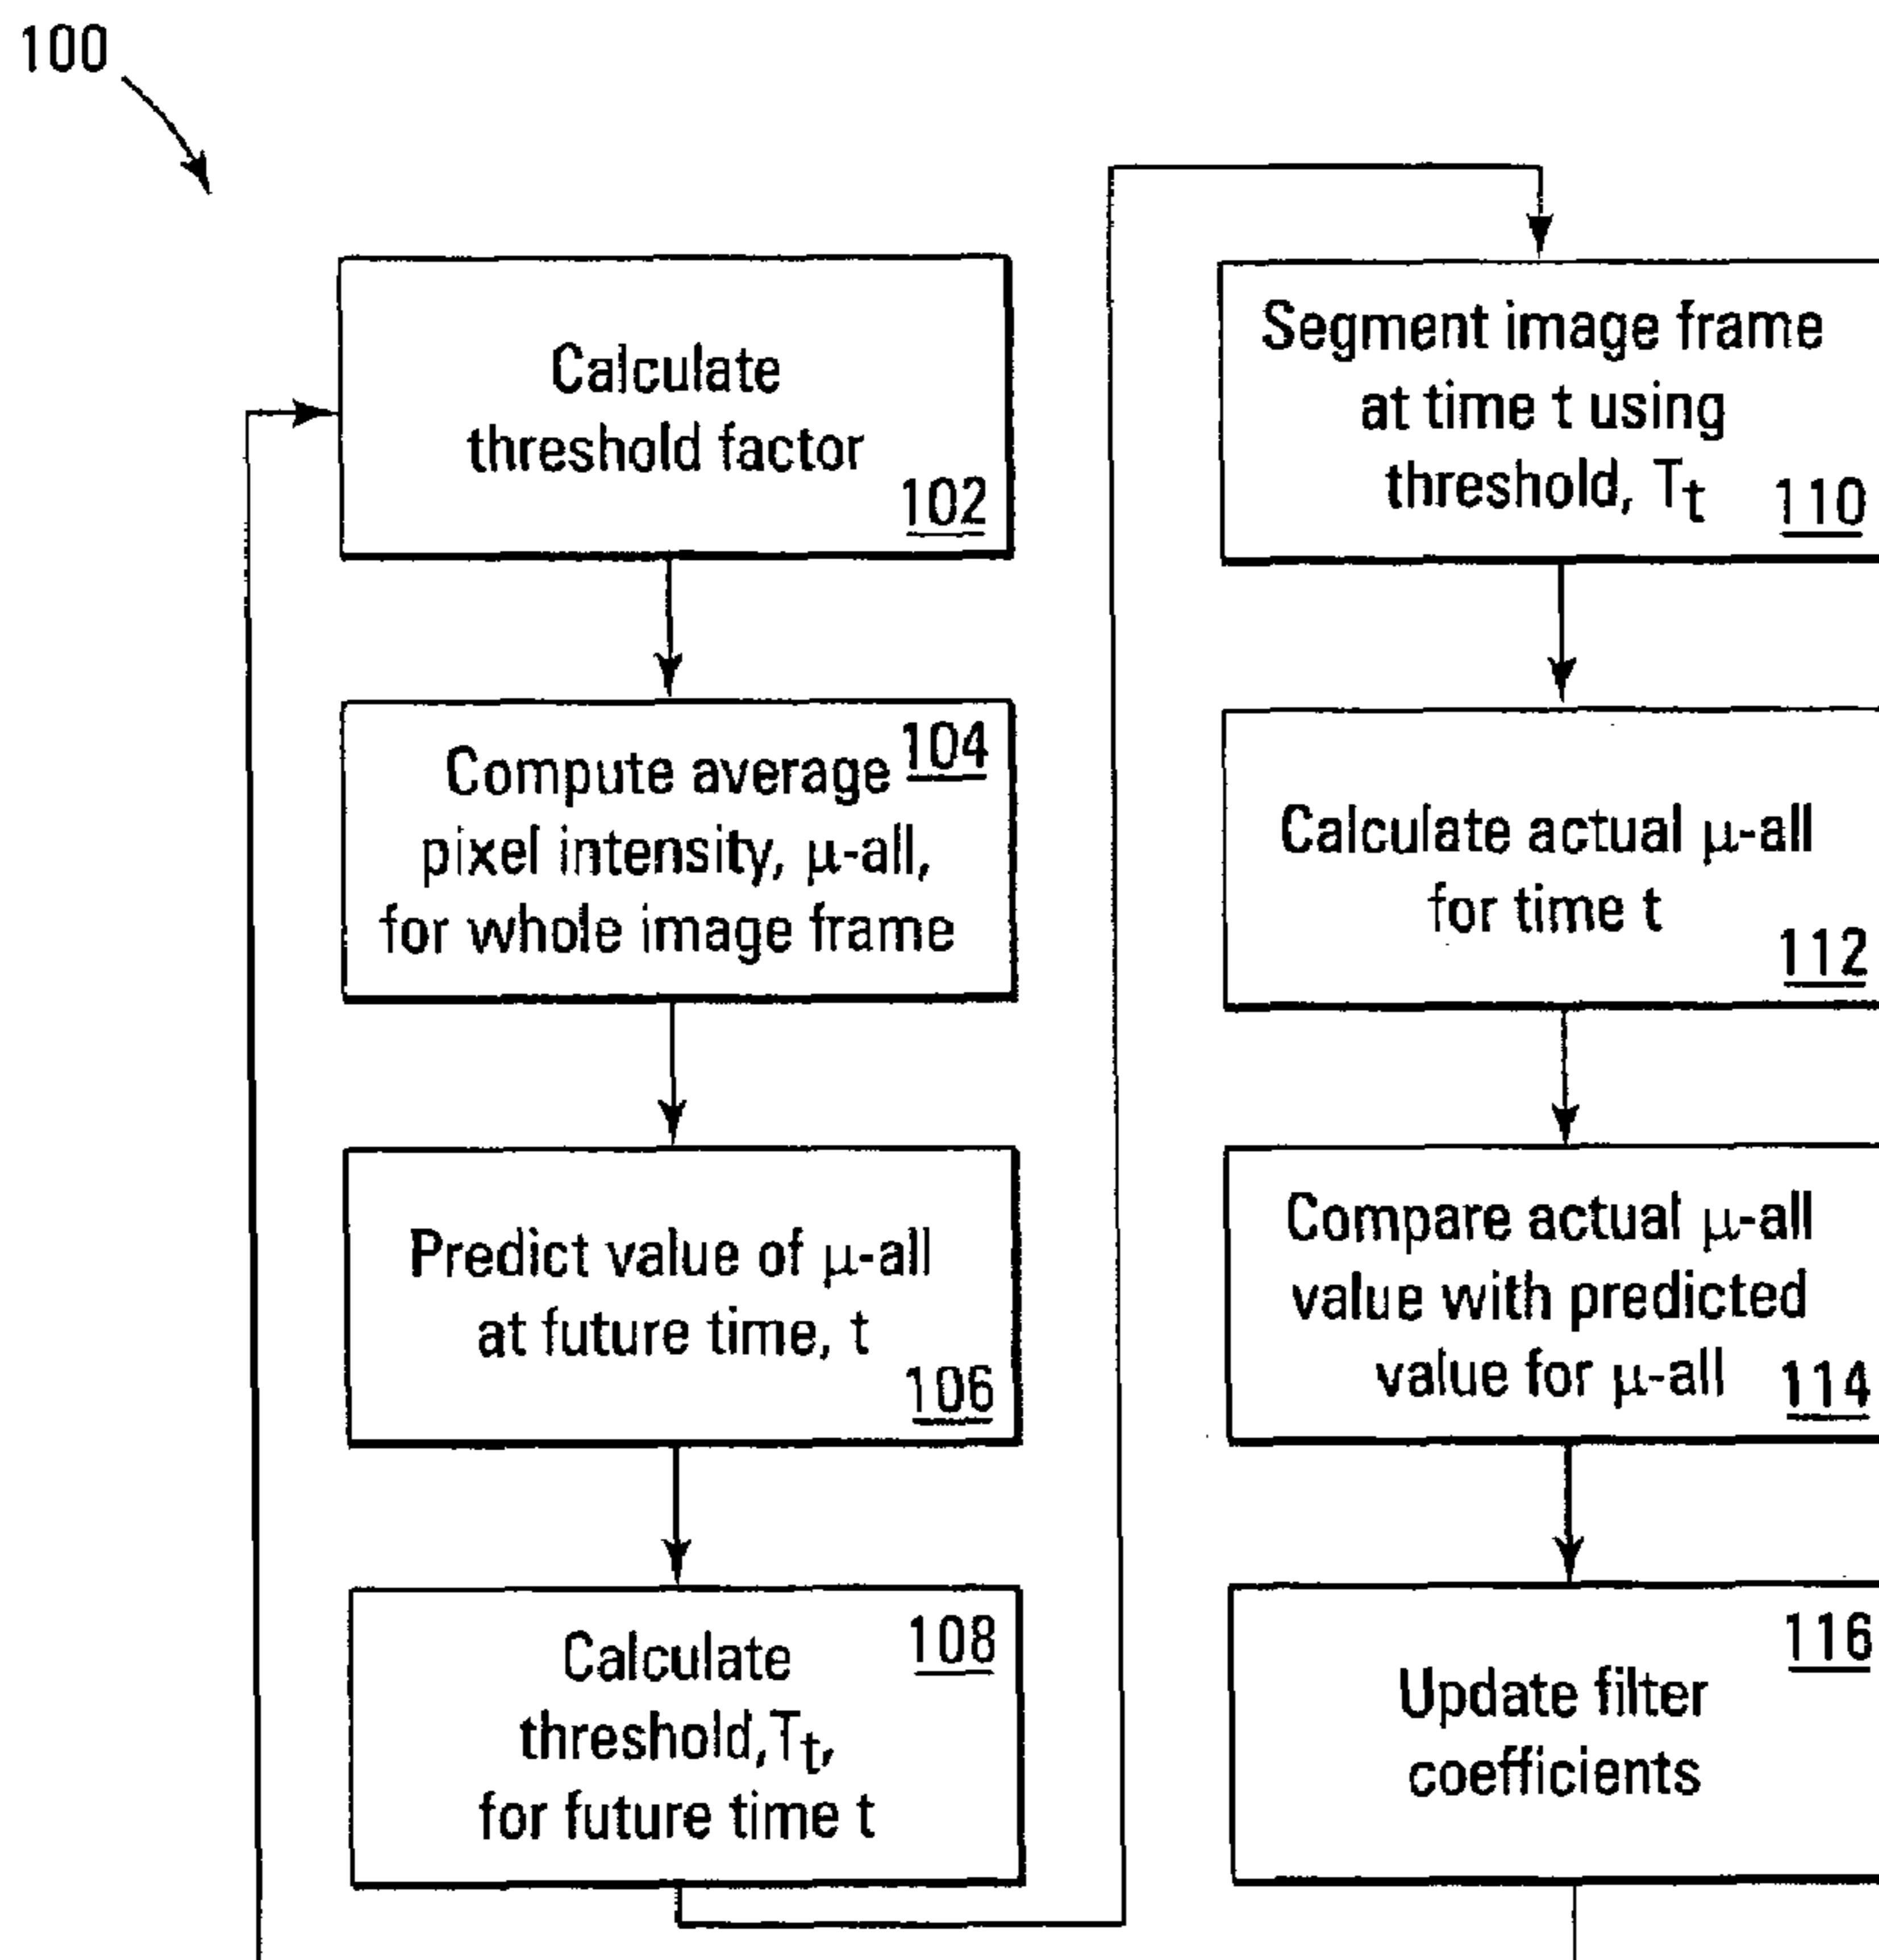 100
Calculate
threshold factor
102
104
Compute average
pixel intensity, μ-all,
for whole image frame
Predict value of μ-all
at future time, t
106
108
Calculate
threshold, Tt,
for future time t
Segment image frame
at time t using
threshold, Tt
110
Calculate actual μ-all
for time t
112
Compare actual μ-all
value with predicted
value for μ-all
114
116
Update filter
coefficients